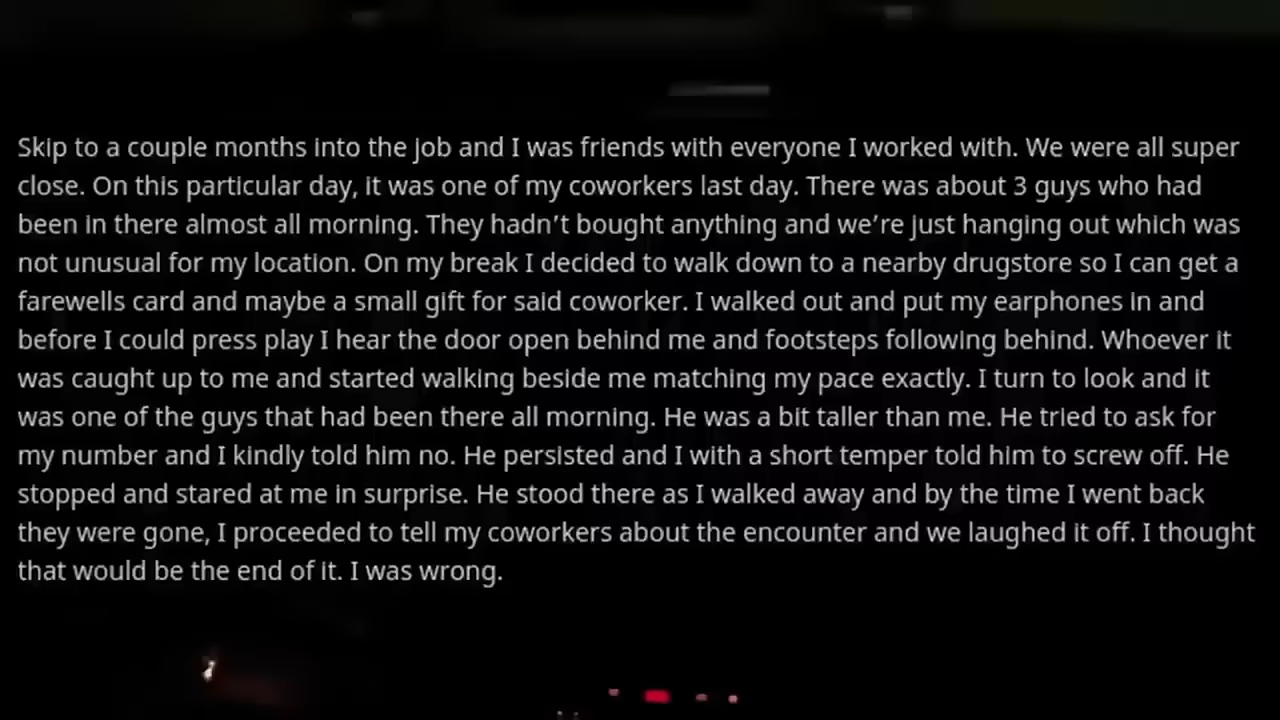 Skip to a couple months into the job and I was friends with everyone I worked with. We were all super
close. On this particular day, it was one of my coworkers last day. There was about 3 guys who had
been in there almost all morning. They hadn’t bought anything and we’re just hanging out which was
not unusual for my location. On my break I decided to walk down to a nearby drugstore so I can get a
farewells card and maybe a small gift for said coworker. I walked out and put my earphones in and
before I could press play I hear the door open behind me and footsteps following behind. Whoever it
was caught up to me and started walking beside me matching my pace exactly. I turn to look and it
was one of the guys that had been there all morning. He was a bit taller than me. He tried to ask for
my number and I kindly told him no. He persisted and I with a short temper told him to screw off. He
stopped and stared at me in surprise. He stood there as I walked away and by the time I went back
they were gone, I proceeded to tell my coworkers about the encounter and we laughed it off. I thought
that would be the end of it. I was wrong.